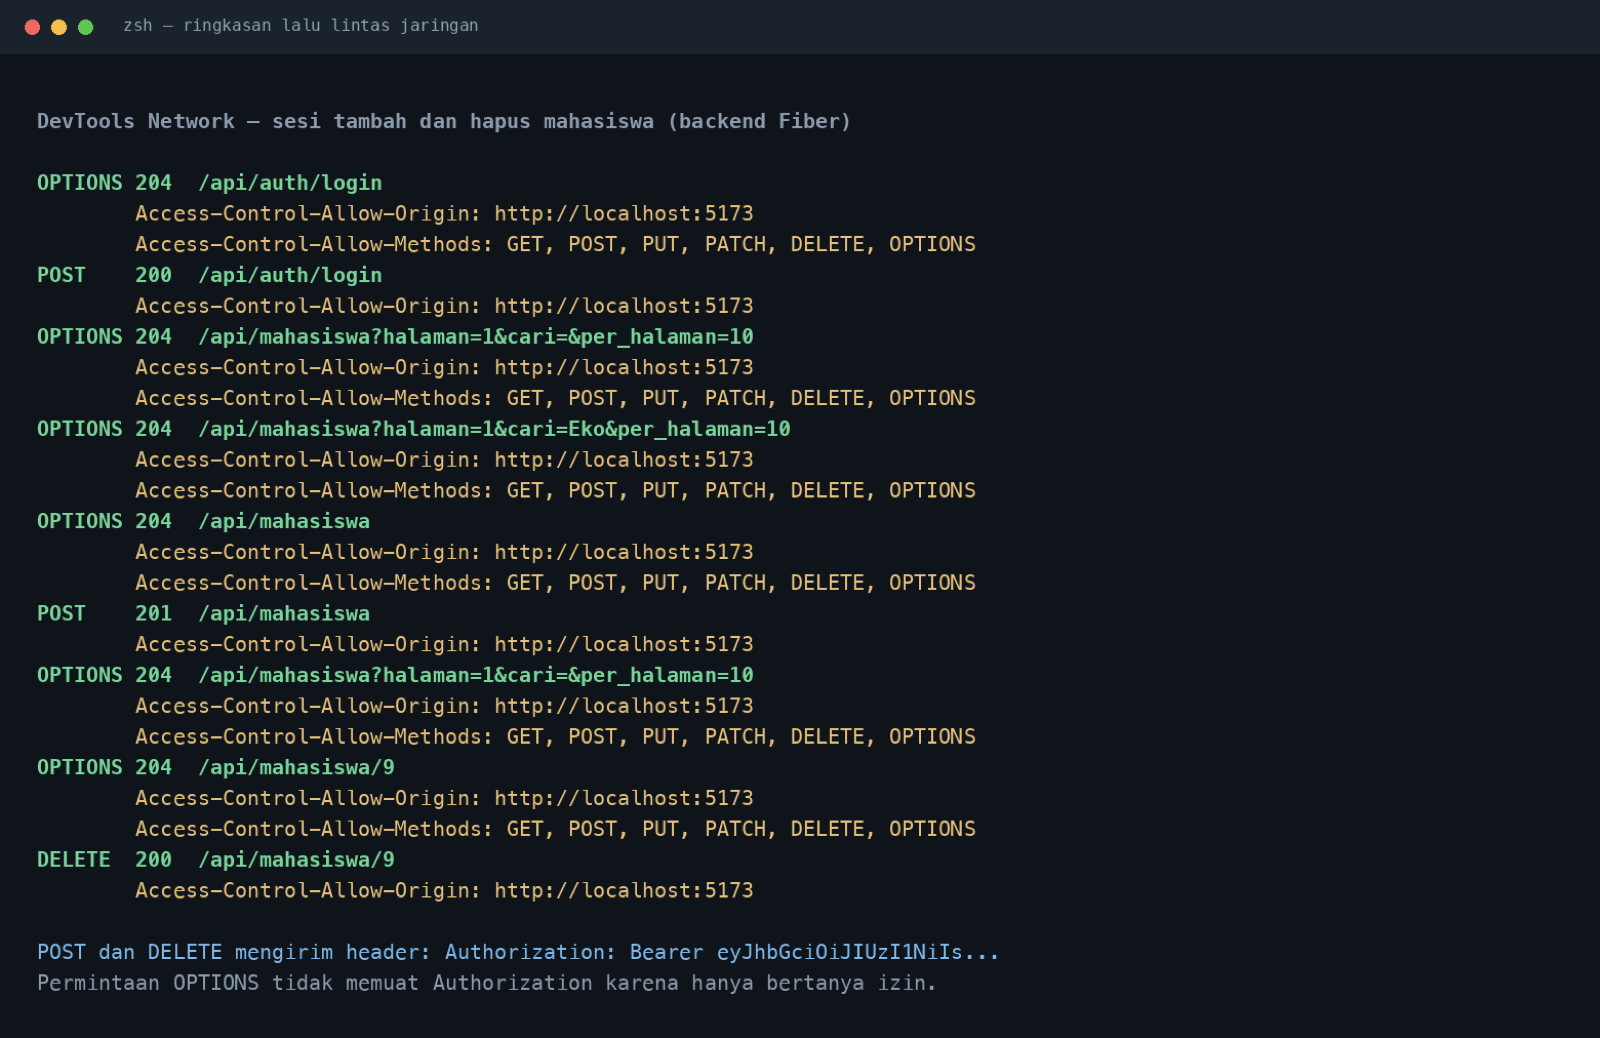 zsh — ringkasan lalu lintas jaringan
DevTools Network — sesi tambah dan hapus mahasiswa (backend Fiber)
OPTIONS 204 /api/auth/login
Access-Control-Allow-Origin: http://localhost:5173
Access-Control-Allow-Methods: GET, POST, PUT, PATCH, DELETE, OPTIONS
POST 200 /api/auth/login
Access-Control-Allow-Origin: http://localhost:5173
OPTIONS 204 /api/mahasiswa?halaman=1&cari=&per_halaman=10
Access-Control-Allow-Origin: http://localhost:5173
Access-Control-Allow-Methods: GET, POST, PUT, PATCH, DELETE, OPTIONS
OPTIONS 204 /api/mahasiswa?halaman=1&cari=Eko&per_halaman=10
Access-Control-Allow-Origin: http://localhost:5173
Access-Control-Allow-Methods: GET, POST, PUT, PATCH, DELETE, OPTIONS
OPTIONS 204 /api/mahasiswa
Access-Control-Allow-Origin: http://localhost:5173
Access-Control-Allow-Methods: GET, POST, PUT, PATCH, DELETE, OPTIONS
POST 201 /api/mahasiswa
Access-Control-Allow-Origin: http://localhost:5173
OPTIONS 204 /api/mahasiswa?halaman=1&cari=&per_halaman=10
Access-Control-Allow-Origin: http://localhost:5173
Access-Control-Allow-Methods: GET, POST, PUT, PATCH, DELETE, OPTIONS
OPTIONS 204 /api/mahasiswa/9
Access-Control-Allow-Origin: http://localhost:5173
Access-Control-Allow-Methods: GET, POST, PUT, PATCH, DELETE, OPTIONS
DELETE 200 /api/mahasiswa/9
Access-Control-Allow-Origin: http://localhost:5173
POST dan DELETE mengirim header: Authorization: Bearer eyJhbGciOiJIUzI1NiIs...
Permintaan OPTIONS tidak memuat Authorization karena hanya bertanya izin.